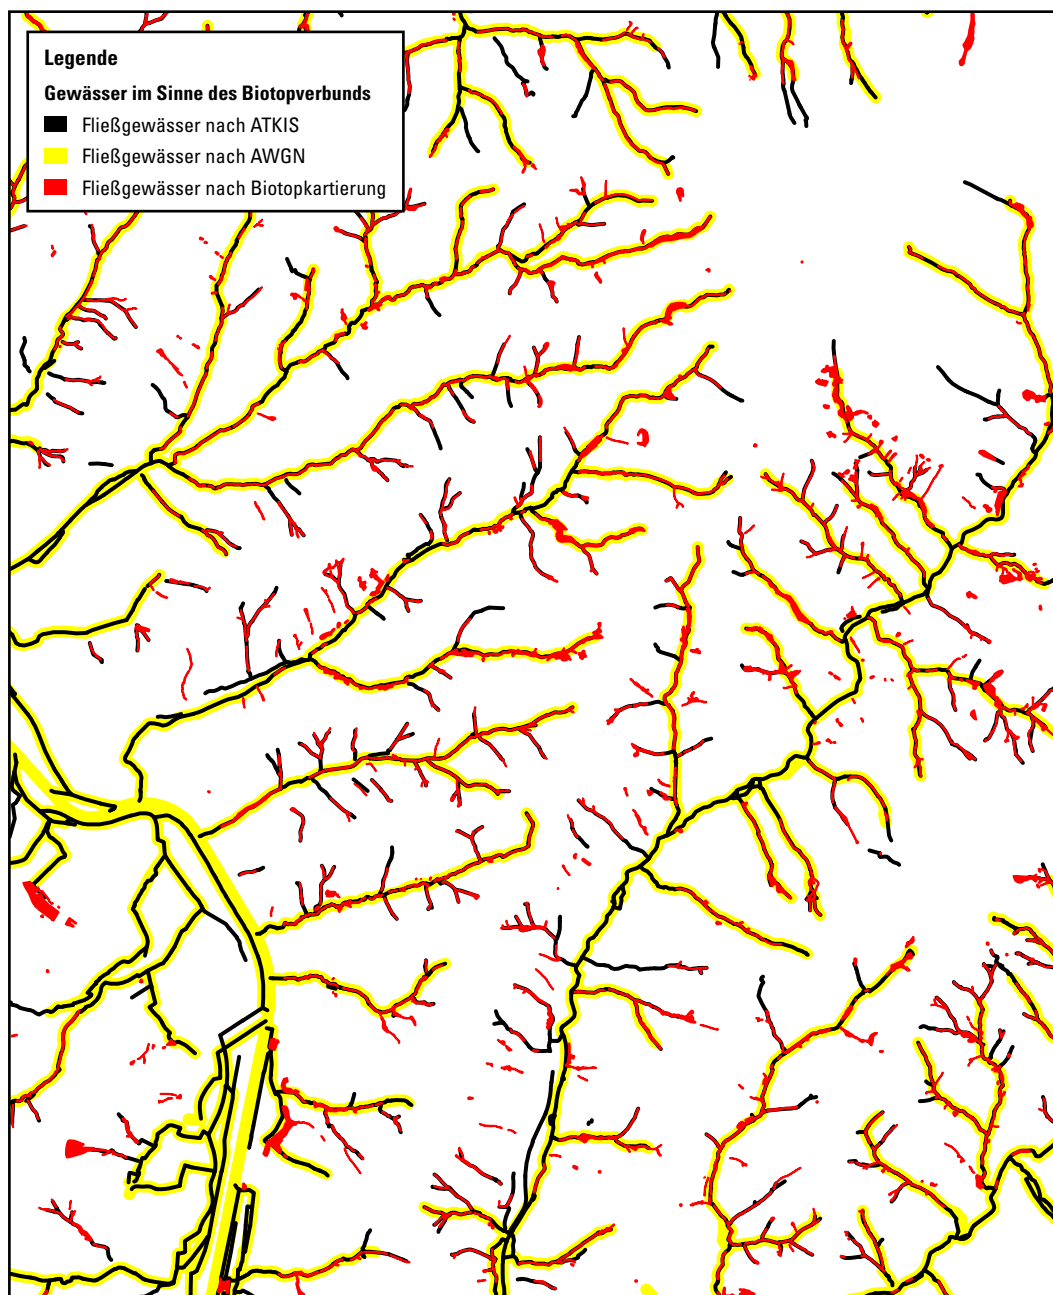 Legende
Gewässer im Sinne des Biotopverbunds
Fließgewässer nach ATKIS
Fließgewässer nach AWGN
Fließgewässer nach Biotopkartierung